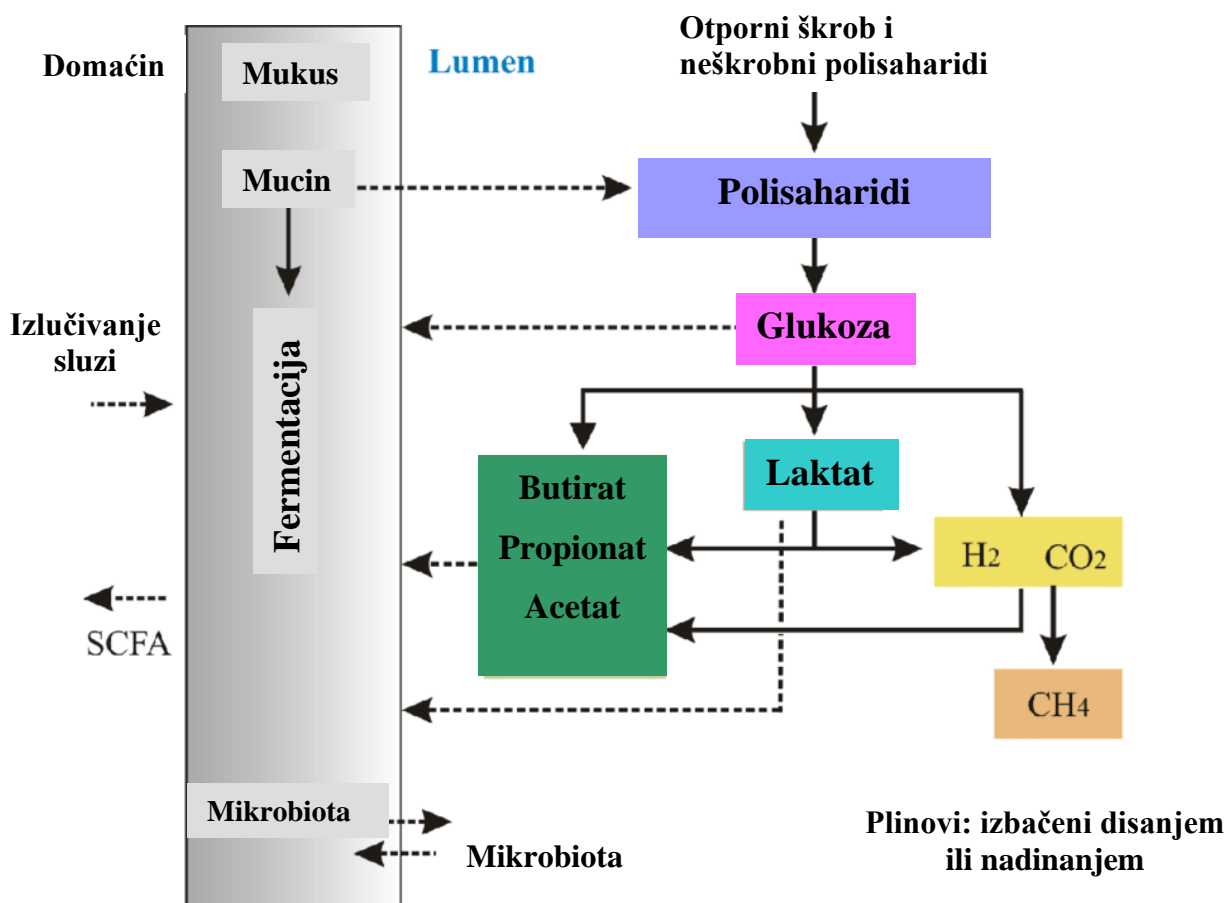 Domaćin
Mukus
Lumen
Otporni škrob i
neškrobni polisaharidi
Mucin
Polisaharidi
Izlučivanje
sluzi
Glukoza
Fermentacija
Butirat
Propionat
Acetat
Laktat
H2 CO2
SCFA
CH4
Mikrobiota
Mikrobiota
Plinovi: izbačeni disanjem
ili nadinanjem